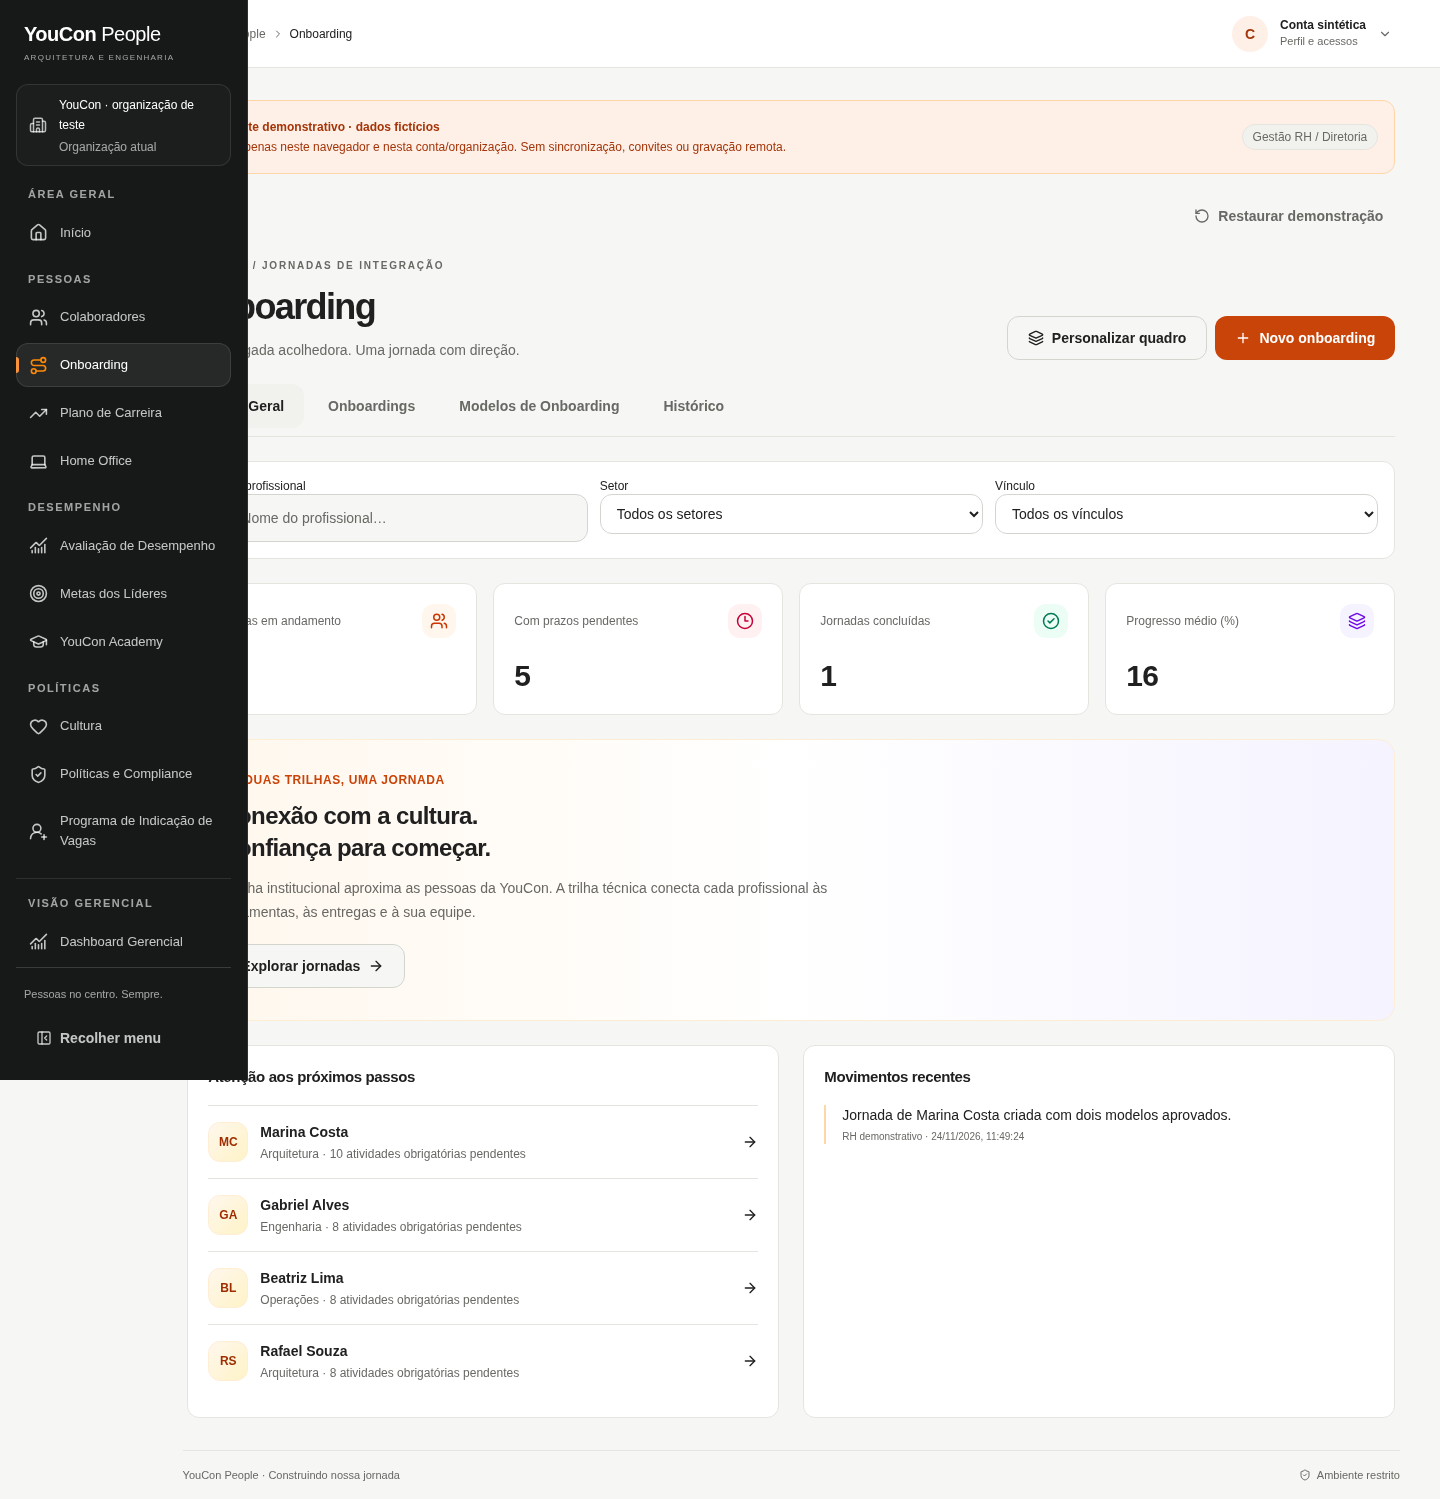 YouCon People
ARQUITETURA E ENGENHARIA
YouCon · organização de
teste
Organização atual
ÁREA GERAL
Início
PESSOAS
Colaboradores
Onboarding
Plano de Carreira
Home Office
DESEMPENHO
Avaliação de Desempenho
Metas dos Líderes
YouCon Academy
POLÍTICAS
Cultura
Políticas e Compliance
Programa de Indicação de
Vagas
VISÃO GERENCIAL
Dashboard Gerencial
Pessoas no centro. Sempre.
Recolher menu
Onboarding
C
Conta sintética
Perfil e acessos
demonstrativo · dados fictícios
neste navegador e nesta conta/organização. Sem sincronização, convites ou gravação remota.
Gestão RH / Diretoria
Restaurar demonstração
/ JORNADAS DE INTEGRAÇÃO
boarding
acolhedora. Uma jornada com direção.
Personalizar quadro
Novo onboarding
Geral
Onboardings
Modelos de Onboarding
Histórico
profissional
Nome do profissional…
Setor
Todos os setores
Vínculo
Todos os vínculos
em andamento
Com prazos pendentes
5
Jornadas concluídas
1
Progresso médio (%)
16
DUAS TRILHAS, UMA JORNADA
onexão com a cultura.
onfiança para começar.
institucional aproxima as pessoas da YouCon. A trilha técnica conecta cada profissional às
amentas, às entregas e à sua equipe.
Explorar jornadas
Atenção aos próximos passos
MC
Marina Costa
Arquitetura · 10 atividades obrigatórias pendentes
GA
Gabriel Alves
Engenharia · 8 atividades obrigatórias pendentes
BL
Beatriz Lima
Operações · 8 atividades obrigatórias pendentes
RS
Rafael Souza
Arquitetura · 8 atividades obrigatórias pendentes
Movimentos recentes
Jornada de Marina Costa criada com dois modelos aprovados.
RH demonstrativo · 24/11/2026, 11:49:24
YouCon People · Construindo nossa jornada
Ambiente restrito